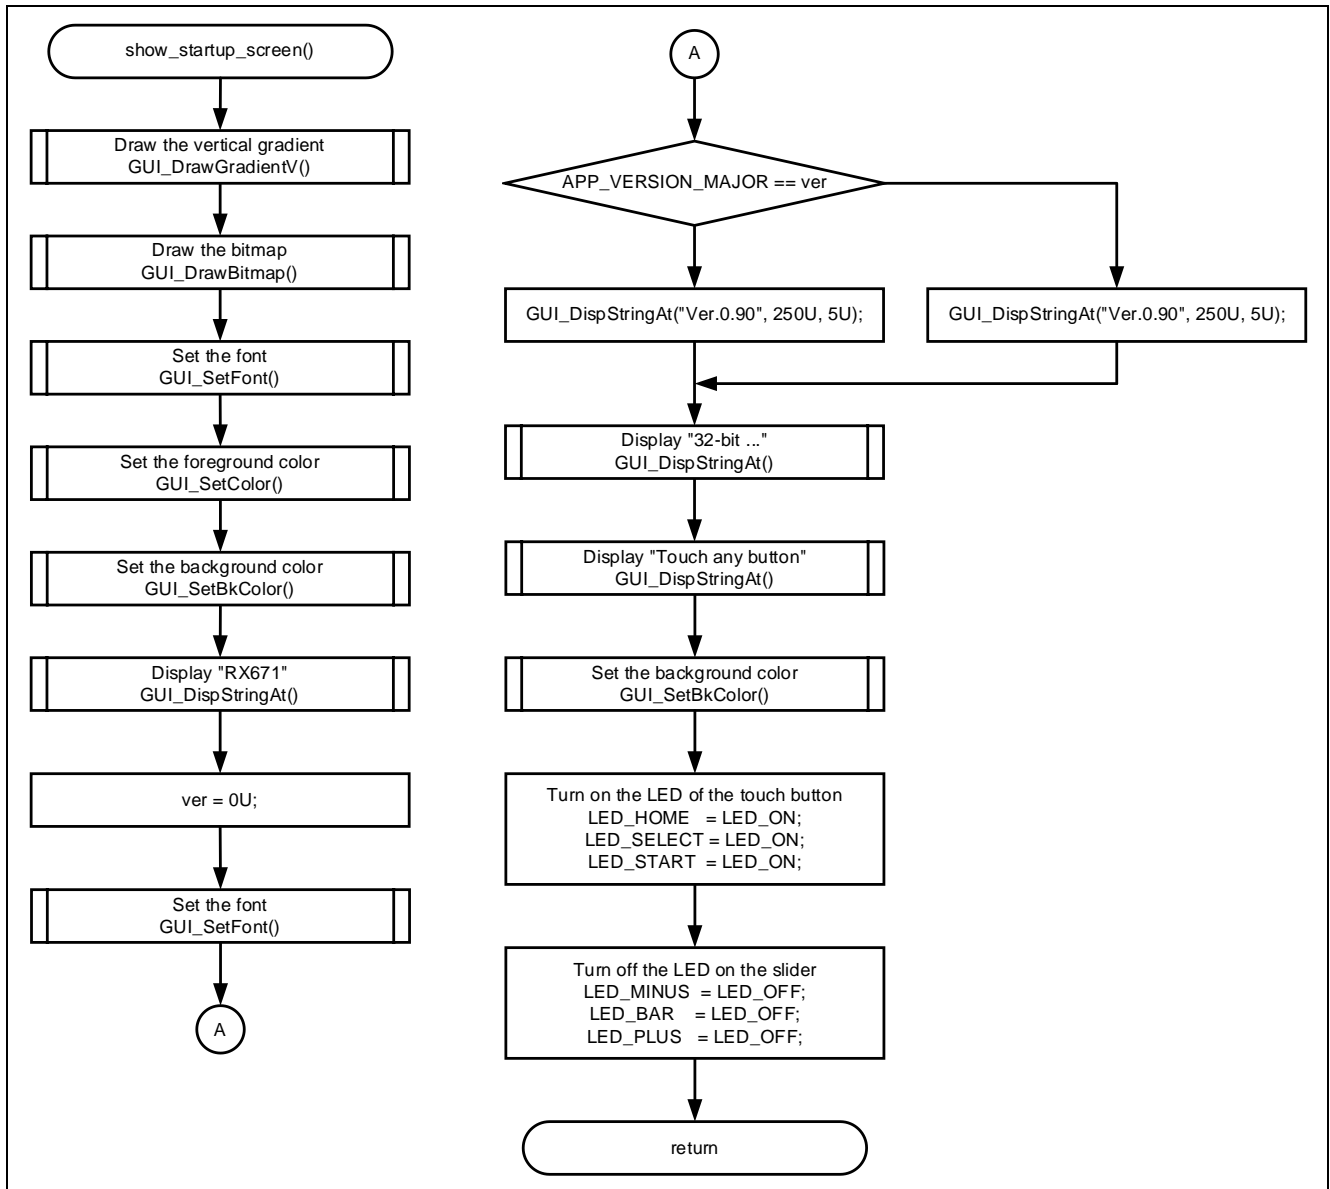 show_startup_screen()
Draw the vertical gradient
GUI_DrawGradientV()
Draw the bitmap
GUI_DrawBitmap()
Set the font
GUI_SetFont()
Set the foreground color
GUI_SetColor()
Set the background color
GUI_SetBkColor()
Display "RX671"
GUI_DispStringAt()
ver = 0U;
Set the font
GUI_SetFont()
A
A
APP_VERSION_MAJOR == ver
GUI_DispStringAt("Ver.0.90", 250U, 5U);
GUI_DispStringAt("Ver.0.90", 250U, 5U);
Display "32-bit ..."
GUI_DispStringAt()
Display "Touch any button"
GUI_DispStringAt()
Set the background color
GUI_SetBkColor()
Turn on the LED of the touch button
LED_HOME = LED_ON;
LED_SELECT = LED_ON;
LED_START = LED_ON;
Turn off the LED on the slider
LED_MINUS = LED_OFF;
LED_BAR = LED_OFF;
LED_PLUS = LED_OFF;
return